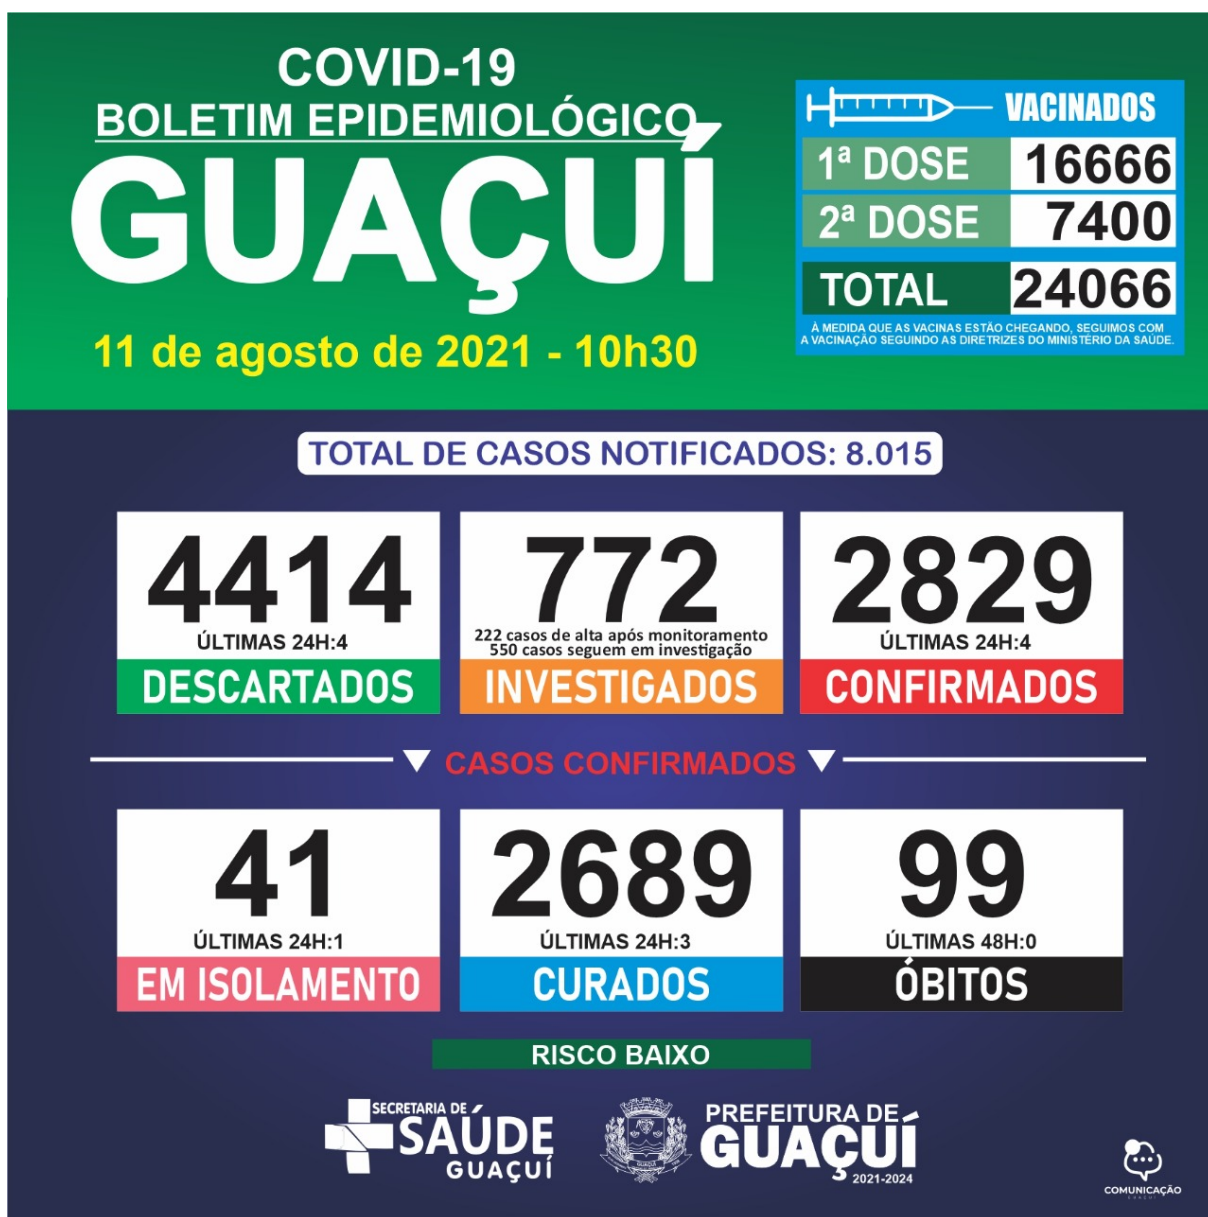 COVID-19
BOLETIM EPIDEMIOLÓGICO
GUAÇUÍ
11 de agosto de 2021 - 10h30
VACINADOS
1ª DOSE 16666
2ª DOSE 7400
TOTAL 24066
À MEDIDA QUE AS VACINAS ESTÃO CHEGANDO, SEGUIMOS COM
A VACINAÇÃO SEGUINDO AS DIRETRIZES DO MINISTÉRIO DA SAÚDE.
TOTAL DE CASOS NOTIFICADOS: 8.015
4414
ÚLTIMAS 24H:4
DESCARTADOS
772
222 casos de alta após monitoramento
550 casos seguem em investigação
INVESTIGADOS
2829
ÚLTIMAS 24H:4
CONFIRMADOS
CASOS CONFIRMADOS
41
ÚLTIMAS 24H:1
EM ISOLAMENTO
2689
ÚLTIMAS 24H:3
CURADOS
99
ÚLTIMAS 48H:0
ÓBITOS
RISCO BAIXO
SECRETARIA DE
SAÚDE
GUAÇUÍ
GUAÇUÍ
PREFEITURA DE
GUAÇUÍ
2021-2024
COMUNICAÇÃO
GUAÇUÍ